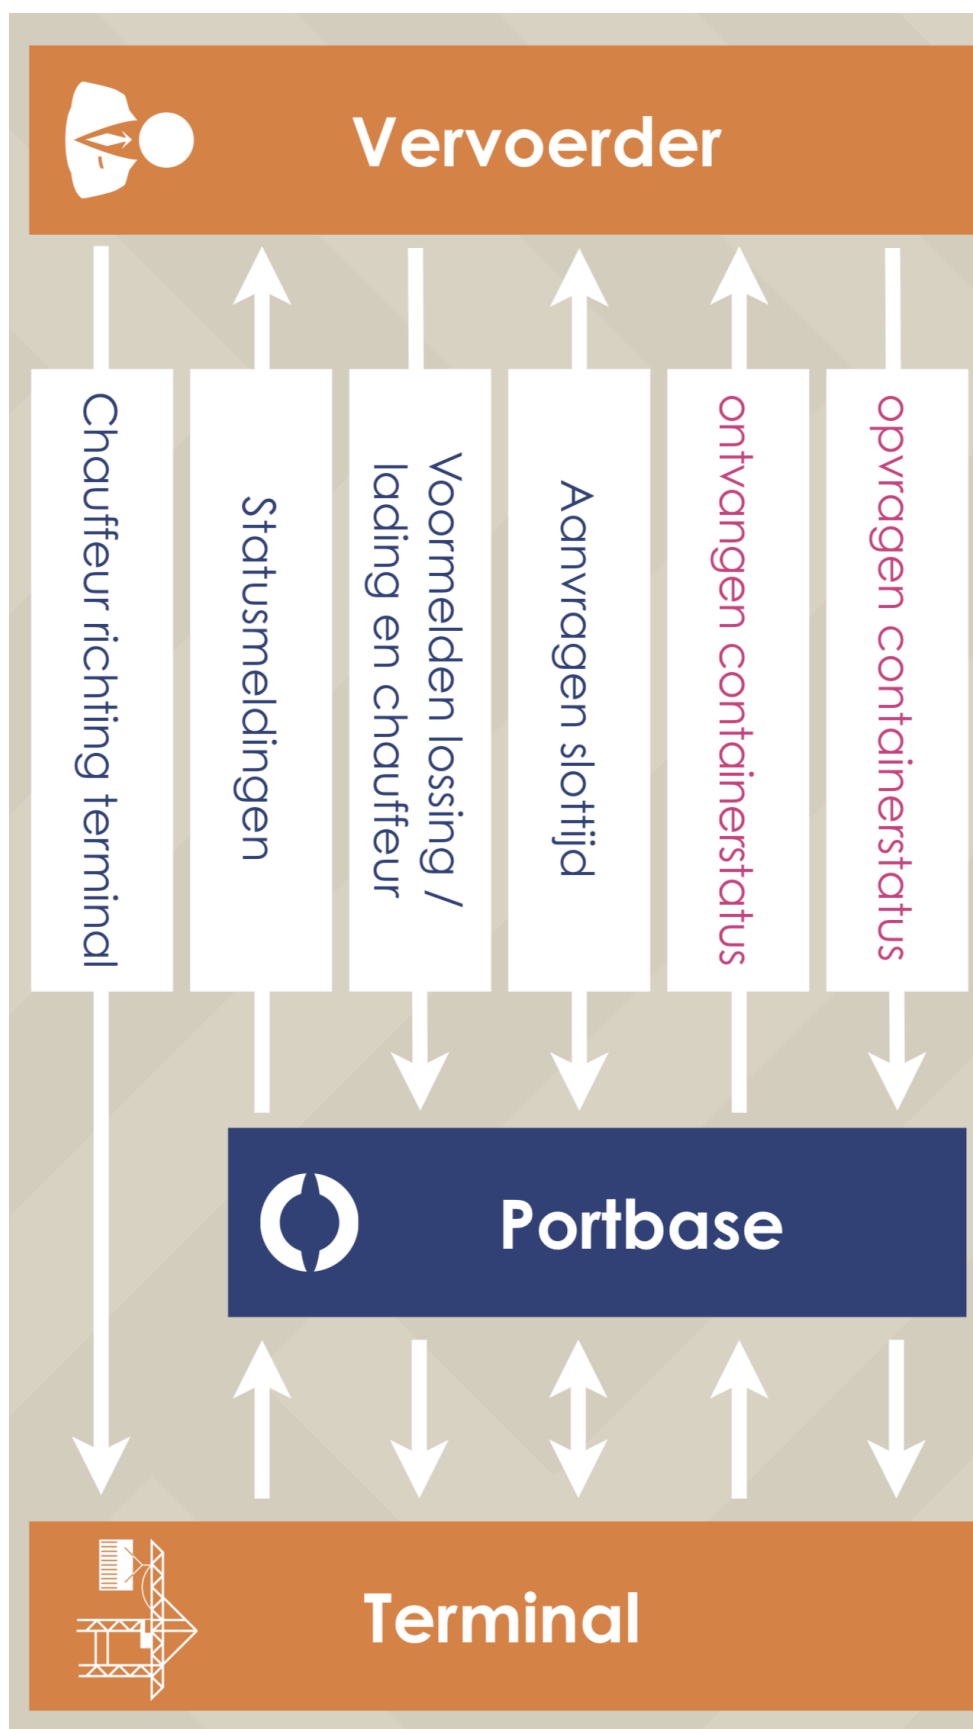 Vervoerder
Chauffeur richting terminal
Statusmeldingen
Voormelden lossing /
lading en chauffeur
Aanvragen slottijd
ontvangen containerstatus
opvragen containerstatus
Portbase
Terminal